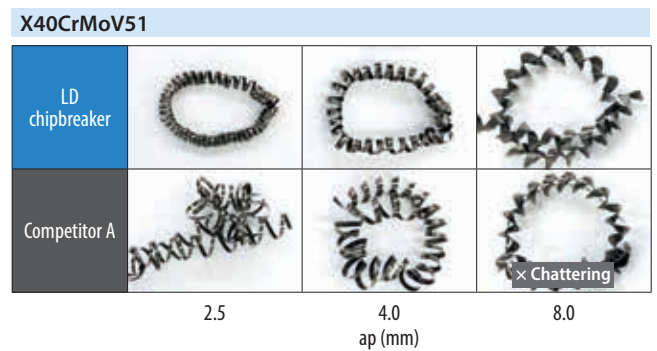 X40CrMoV51
LD
chipbreaker
Competitor A
× Chattering
2.5
4.0
8.0
ap (mm)